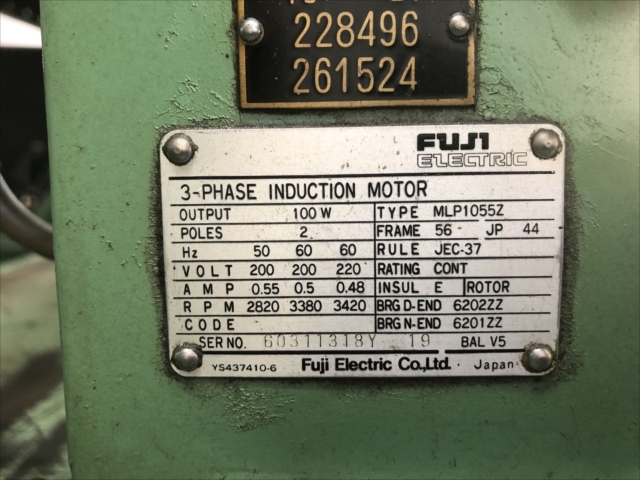 228496
261524
FUJI
ELECTRIC
3-PHASE INDUCTION MOTOR
OUTPUT 100 W TYPE MLP1055Z
POLES 2 FRAME 56 JP 44
Hz 50 60 60 RULE JEC-37
VOLT 200 200 220 RATING CONT
AMP 0.55 0.5 0.48 INSUL E ROTOR
RPM 2820 3380 3420 BRG D-END 6202ZZ
CODE BRG N-END 6201ZZ
SER NO. 60311318Y 19 BAL V5
YS437410-6 Fuji Electric Co.,Ltd. Japan